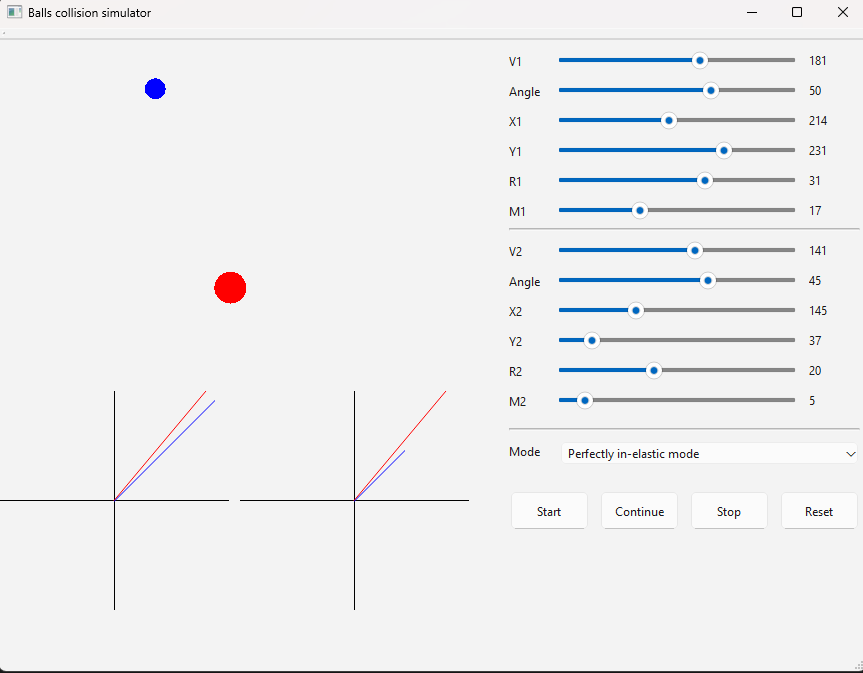 Balls collision simulator
V1 181
Angle 50
X1 214
Y1 231
R1 31
M1 17
V2 141
Angle 45
X2 145
Y2 37
R2 20
M2 5
Mode Perfectly in-elastic mode
Start Continue Stop Reset